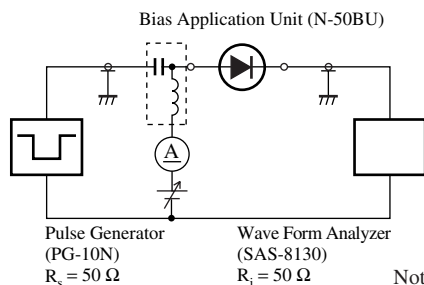 Bias Application Unit (N-50BU)
A
Pulse Generator
(PG-10N)
Rs = 50 Ω
Wave Form Analyzer
(SAS-8130)
Ri = 50 Ω
Not